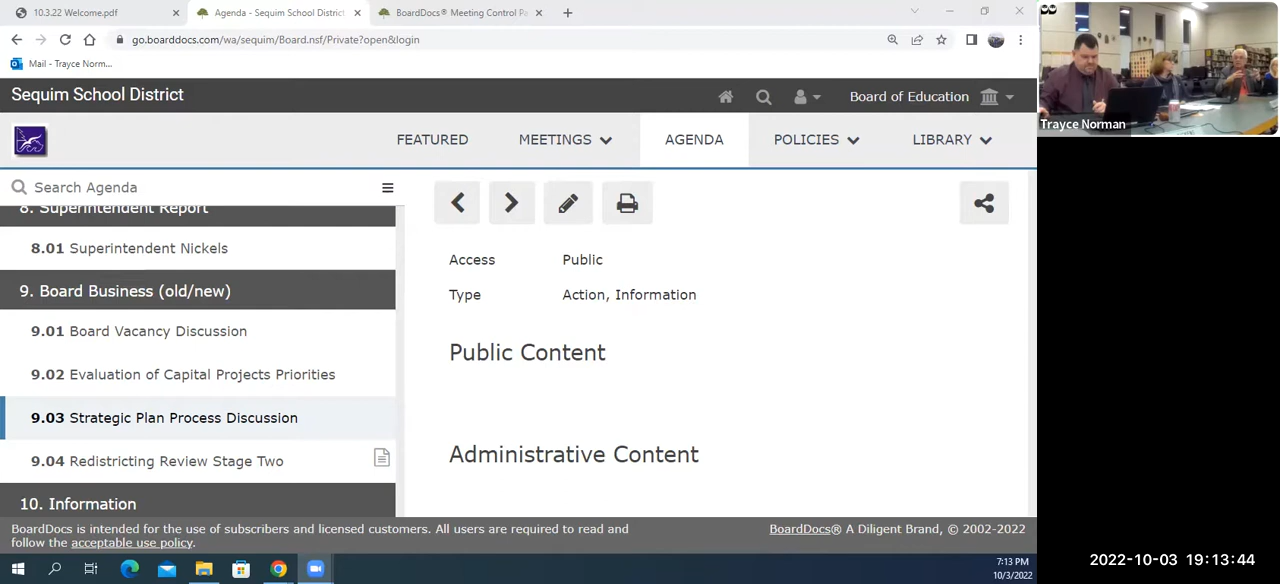 10.3.22 Welcome.pdf
Agenda - Sequim School District
BoardDocs® Meeting Control Pa
go.boarddocs.com/wa/sequim/Board.nsf/Private?open&login
Mail - Trayce Norm...
Trayce Norman
Sequim School District
Board of Education
FEATURED MEETINGS AGENDA POLICIES LIBRARY
Search Agenda
8. Superintendent Report
8.01 Superintendent Nickels
9. Board Business (old/new)
9.01 Board Vacancy Discussion
9.02 Evaluation of Capital Projects Priorities
9.03 Strategic Plan Process Discussion
9.04 Redistricting Review Stage Two
10. Information
Access Public
Type Action, Information
Public Content
Administrative Content
BoardDocs is intended for the use of subscribers and licensed customers. All users are required to read and
follow the acceptable use policy.
BoardDocs® A Diligent Brand, © 2002-2022
7:13 PM
10/3/2022
2022-10-03 19:13:44